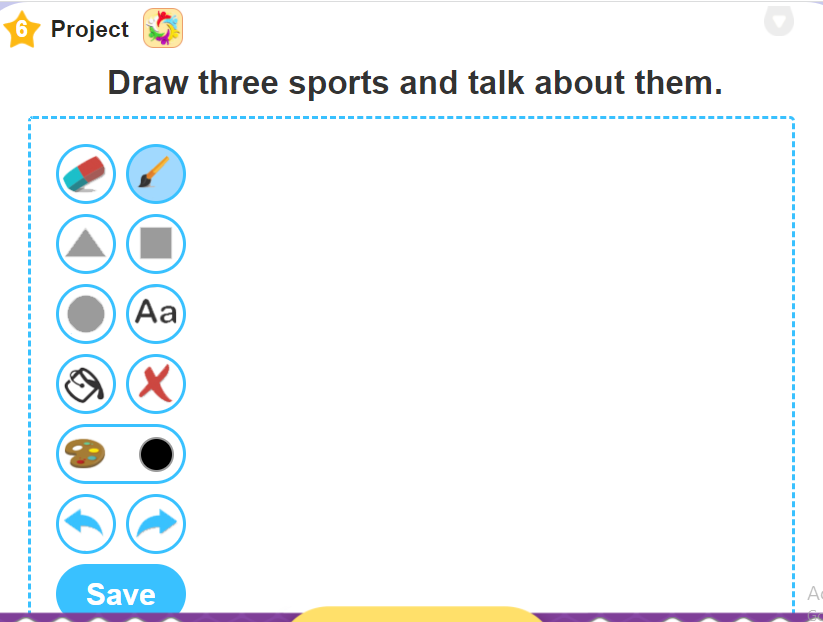 6 Project
Draw three sports and talk about them.
Aa
Save